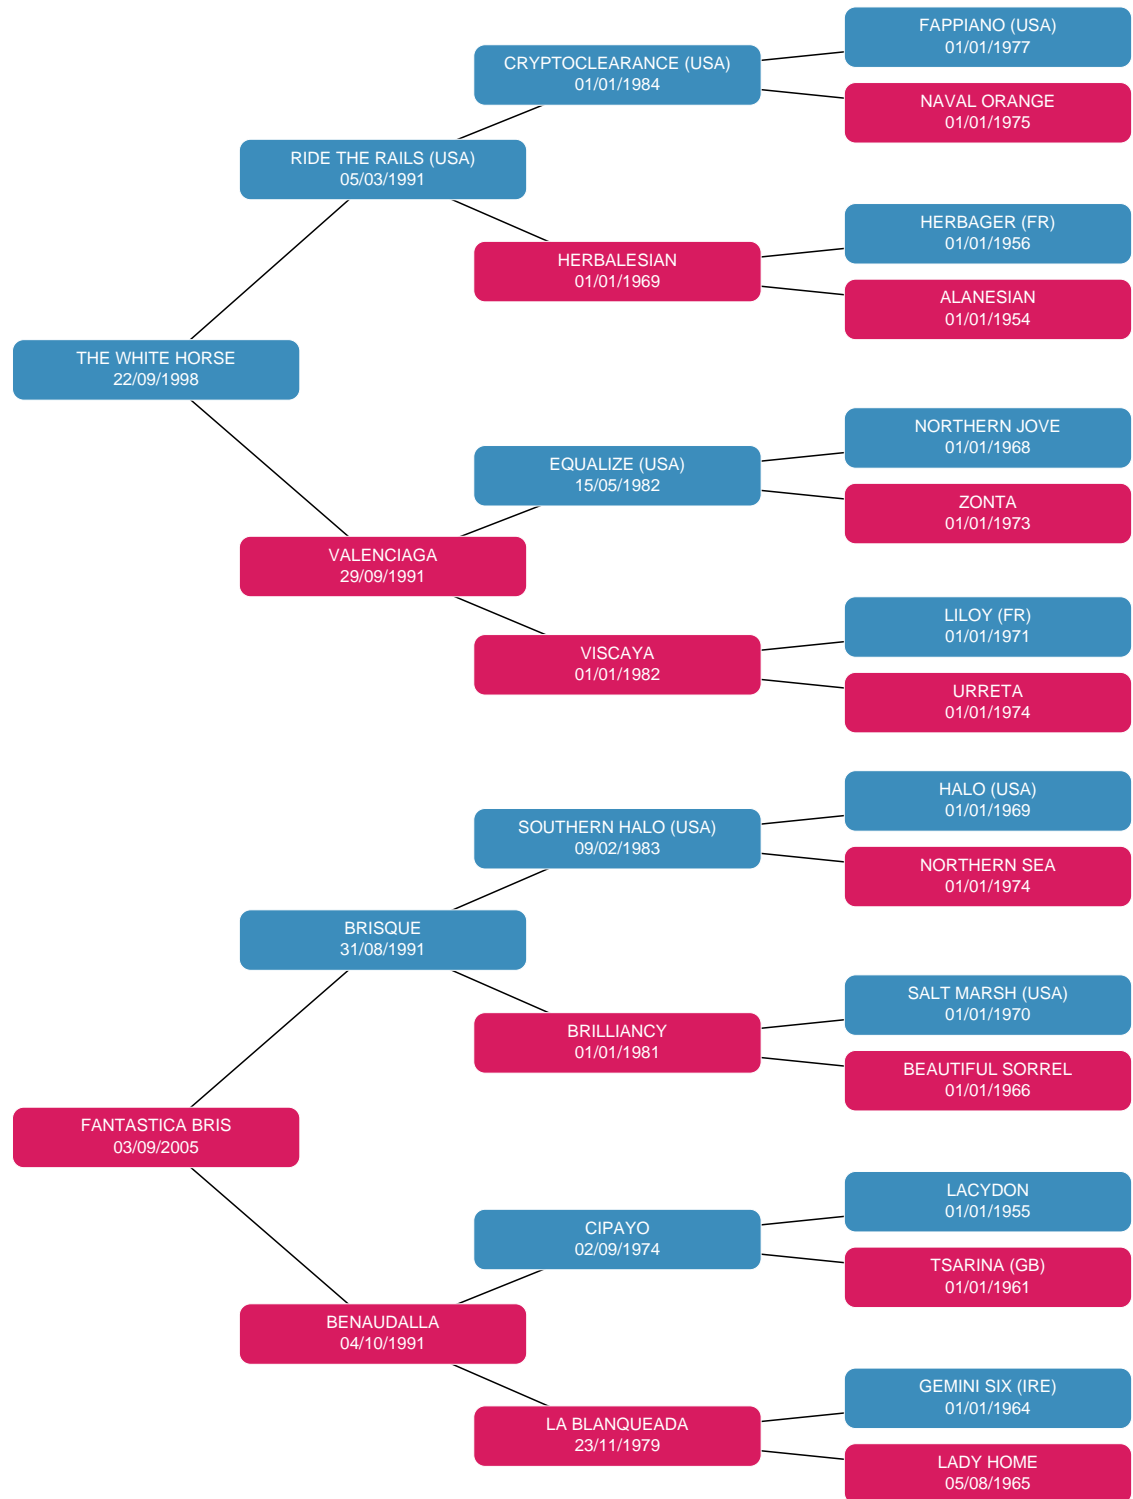 FAPPIANO (USA)
01/01/1977
CRYPTOCLEARANCE (USA)
01/01/1984
NAVAL ORANGE
01/01/1975
RIDE THE RAILS (USA)
05/03/1991
HERBAGER (FR)
01/01/1956
HERBALESIAN
01/01/1969
ALANESIAN
01/01/1954
THE WHITE HORSE
22/09/1998
NORTHERN JOVE
01/01/1968
EQUALIZE (USA)
15/05/1982
ZONTA
01/01/1973
VALENCIAGA
29/09/1991
LILOY (FR)
01/01/1971
VISCAYA
01/01/1982
URRETA
01/01/1974
HALO (USA)
01/01/1969
SOUTHERN HALO (USA)
09/02/1983
NORTHERN SEA
01/01/1974
BRISQUE
31/08/1991
SALT MARSH (USA)
01/01/1970
BRILLIANCY
01/01/1981
BEAUTIFUL SORREL
01/01/1966
FANTASTICA BRIS
03/09/2005
LACYDON
01/01/1955
CIPAYO
02/09/1974
TSARINA (GB)
01/01/1961
BENAUDALLA
04/10/1991
GEMINI SIX (IRE)
01/01/1964
LA BLANQUEADA
23/11/1979
LADY HOME
05/08/1965